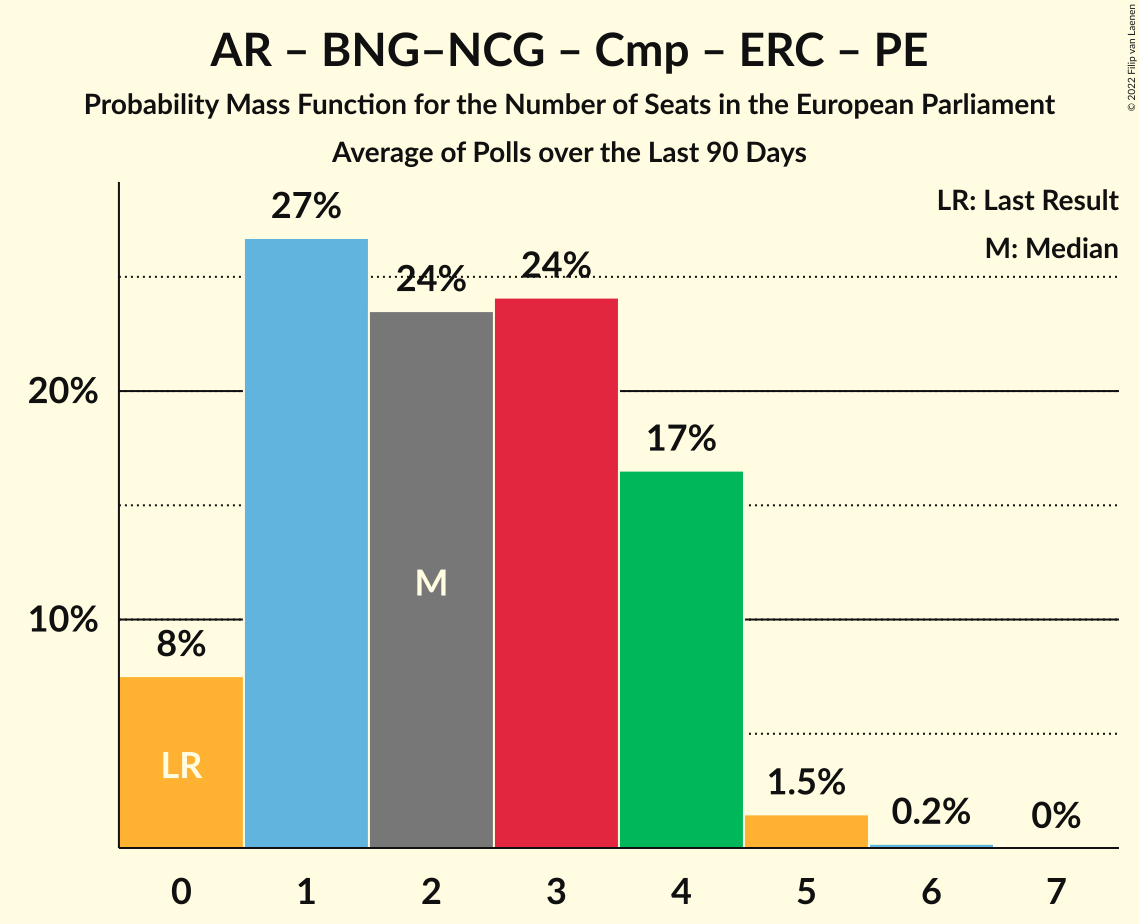 AR – BNG–NCG – Cmp – ERC – PE
Probability Mass Function for the Number of Seats in the European Parliament
Average of Polls over the Last 90 Days
© 2022 Filip van Laenen
LR: Last Result
M: Median
27%
24%
24%
20%
17%
10%
8%
M
LR
1.5%
0.2%
0%
0 1 2 3 4 5 6 7